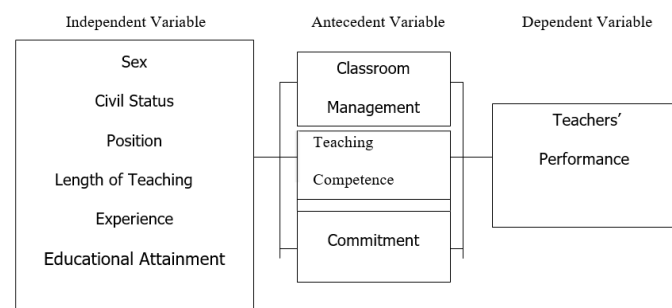 Independent Variable
Antecedent Variable
Dependent Variable
Sex
Civil Status
Position
Length of Teaching
Experience
Educational Attainment
Classroom
Management
Teaching
Competence
Commitment
Teachers’
Performance